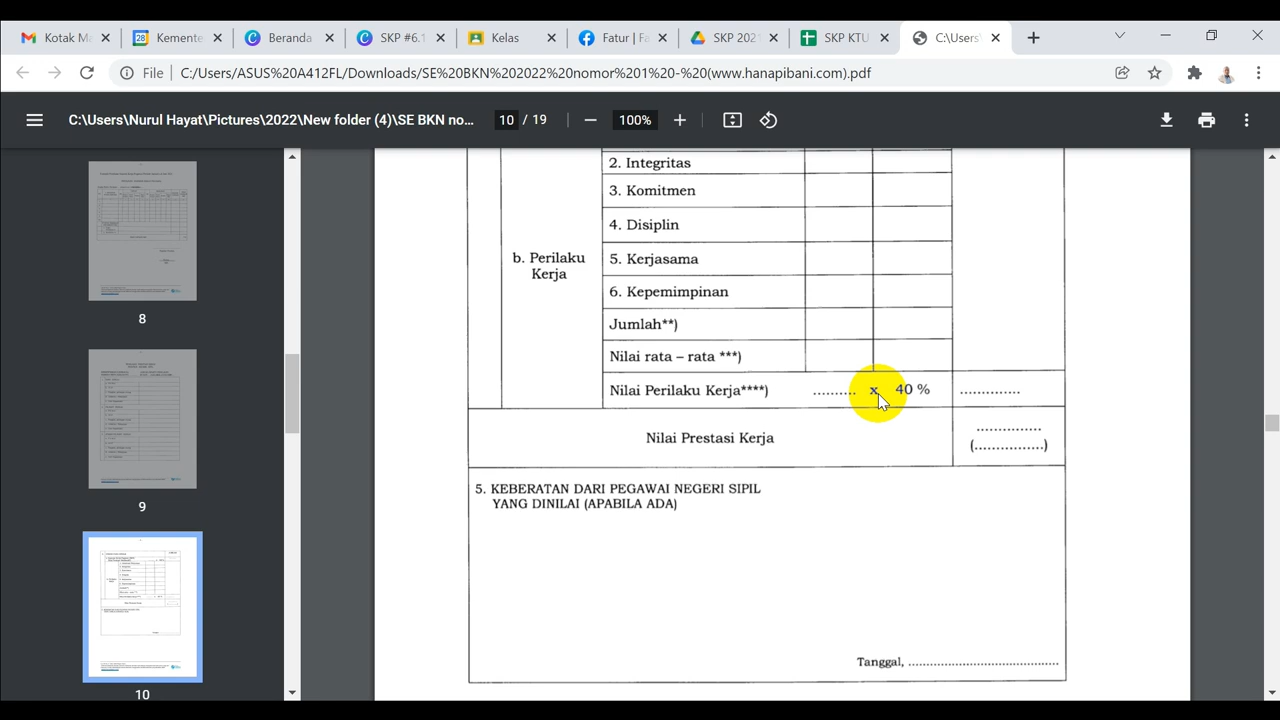 Kotak Ma
28
Kemente
Beranda
SKP #6.1
Kelas
Fatur | Fa
SKP 2021
SKP KTU
C:\Users\
File
C:/Users/ASUS%20A412FL/Downloads/SE%20BKN%202022%20nomor%201%20-%20(www.hanapibani.com).pdf
C:\Users\Nurul Hayat\Pictures\2022\New folder (4)\SE BKN no...
10 / 19
100%
8
9
10
2. Integritas
3. Komitmen
4. Disiplin
b. Perilaku
Kerja
5. Kerjasama
6. Kepemimpinan
Jumlah**)
Nilai rata – rata ***)
Nilai Perilaku Kerja****) ......... x 40 % .............
Nilai Prestasi Kerja
..............
(...............)
5. KEBERATAN DARI PEGAWAI NEGERI SIPIL
YANG DINILAI (APABILA ADA)
Tanggal, .......................................